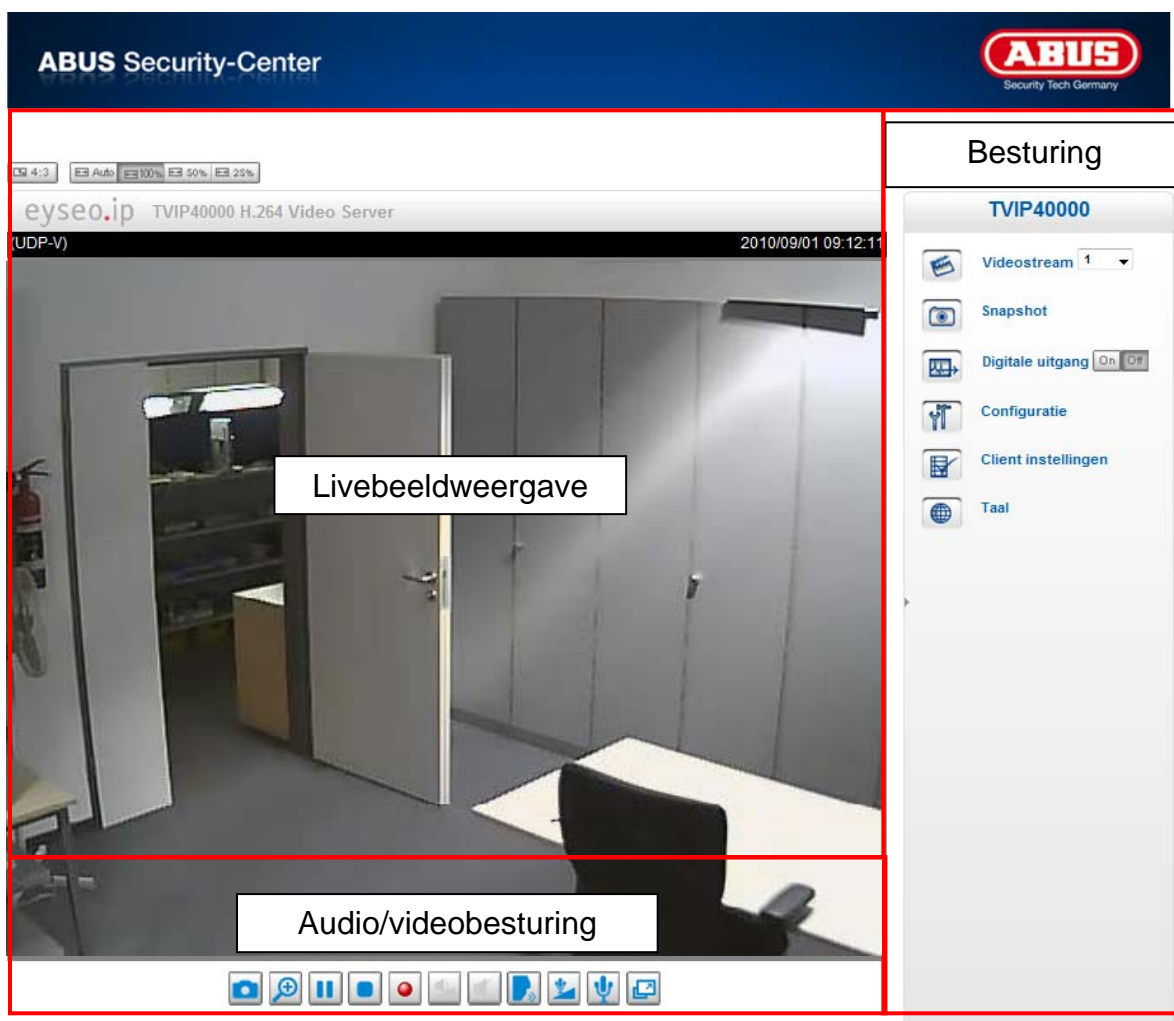 ABUS Security-Center
ABUS
Security Tech Germany
Besturing
4:3 Auto 100% 50% 25%
eyseo.ip TVIP40000 H.264 Video Server
(UDP-V) 2010/09/01 09:12:11
TVIP40000
Videostream 1
Snapshot
Digitale uitgang On Off
Configuratie
Client instellingen
Taal
Livebeeldweergave
Audio/videobesturing